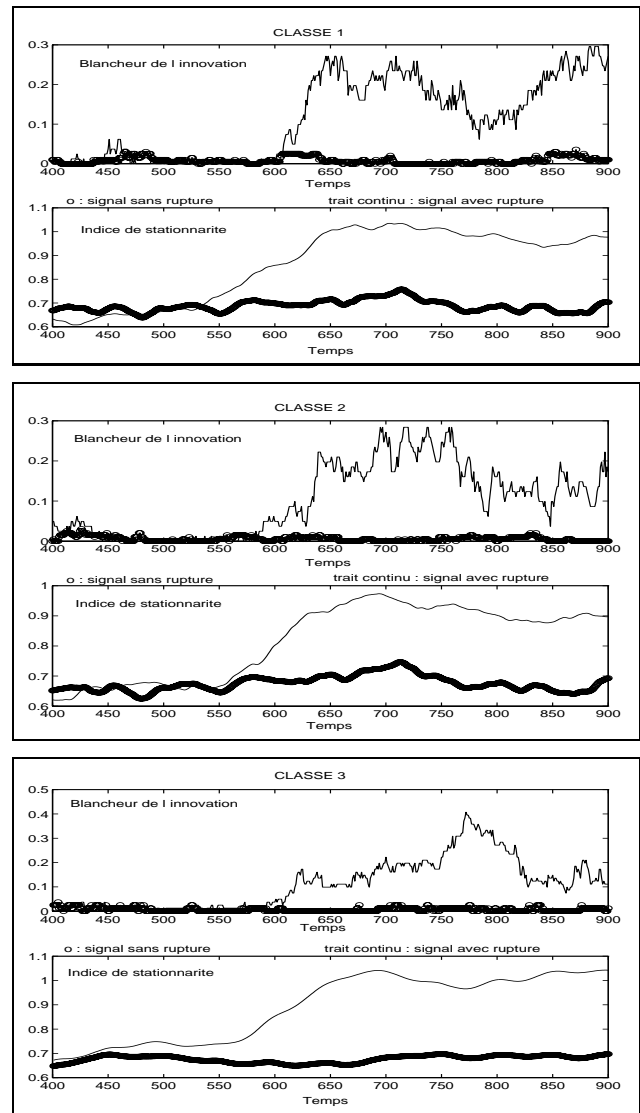 CLASSE 1
0.3
Blancheur de l innovation
0.2
0.1
0
400 450 500 550 600 650 700 750 800 850 900
Temps
o : signal sans rupture trait continu : signal avec rupture
1.1
Indice de stationnarite
1
0.9
0.8
0.7
0.6
400 450 500 550 600 650 700 750 800 850 900
Temps
CLASSE 2
0.3
Blancheur de l innovation
0.2
0.1
0
400 450 500 550 600 650 700 750 800 850 900
Temps
o : signal sans rupture trait continu : signal avec rupture
1
Indice de stationnarite
0.9
0.8
0.7
0.6
400 450 500 550 600 650 700 750 800 850 900
Temps
CLASSE 3
0.5
Blancheur de l innovation
0.4
0.3
0.2
0.1
0
400 450 500 550 600 650 700 750 800 850 900
Temps
o : signal sans rupture trait continu : signal avec rupture
1.1
Indice de stationnarite
1
0.9
0.8
0.7
0.6
400 450 500 550 600 650 700 750 800 850 900
Temps